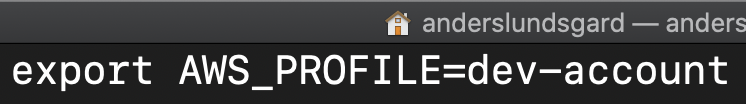 anderslundsgard — anders
export AWS_PROFILE=dev-account